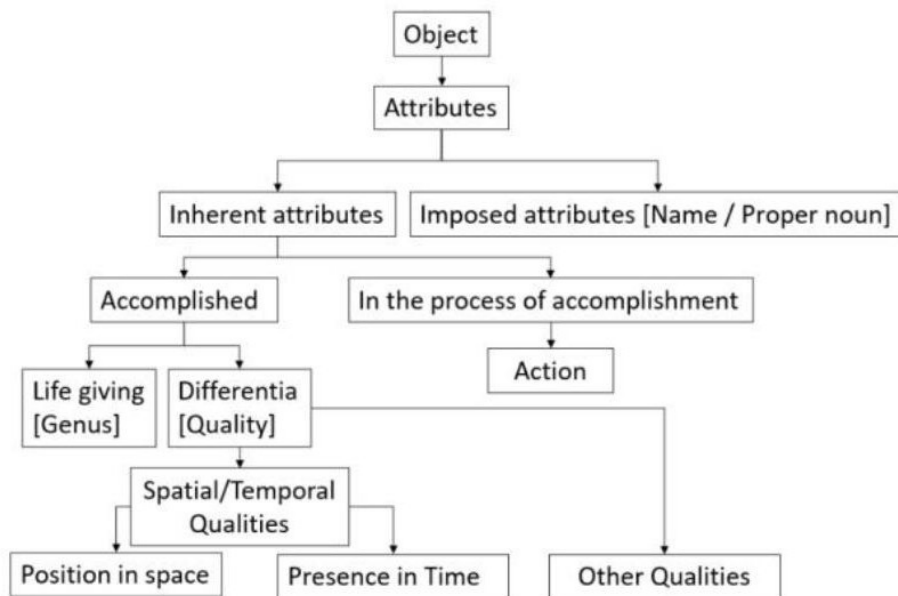 Object
Attributes
Inherent attributes
Imposed attributes [Name / Proper noun]
Accomplished
In the process of accomplishment
Life giving
[Genus]
Differentia
[Quality]
Action
Spatial/Temporal
Qualities
Position in space
Presence in Time
Other Qualities